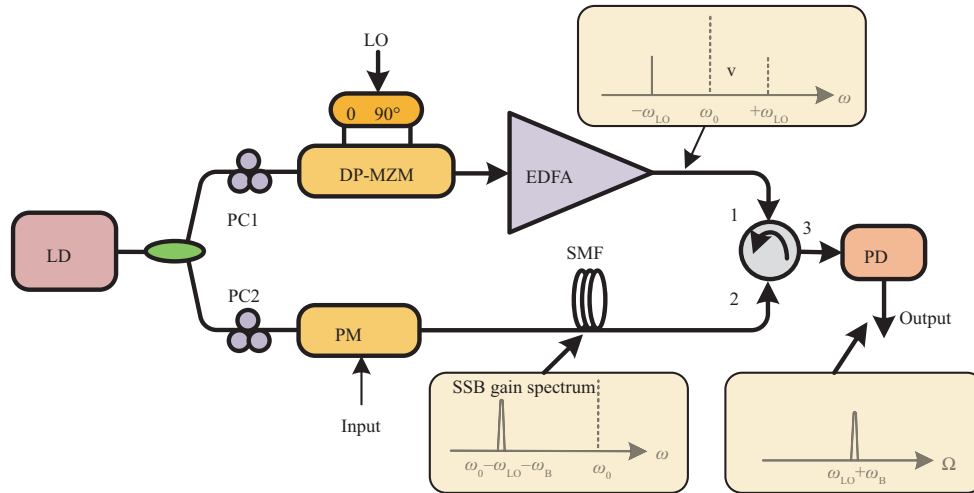 LO
0 90°
DP-MZM
EDFA
v
−ω_LO
ω_0
+ω_LO
ω
PC1
LD
1
3
2
PD
SMF
PC2
PM
Input
Output
SSB gain spectrum
ω_0−ω_LO−ω_B
ω_0
ω
ω_LO+ω_B
Ω